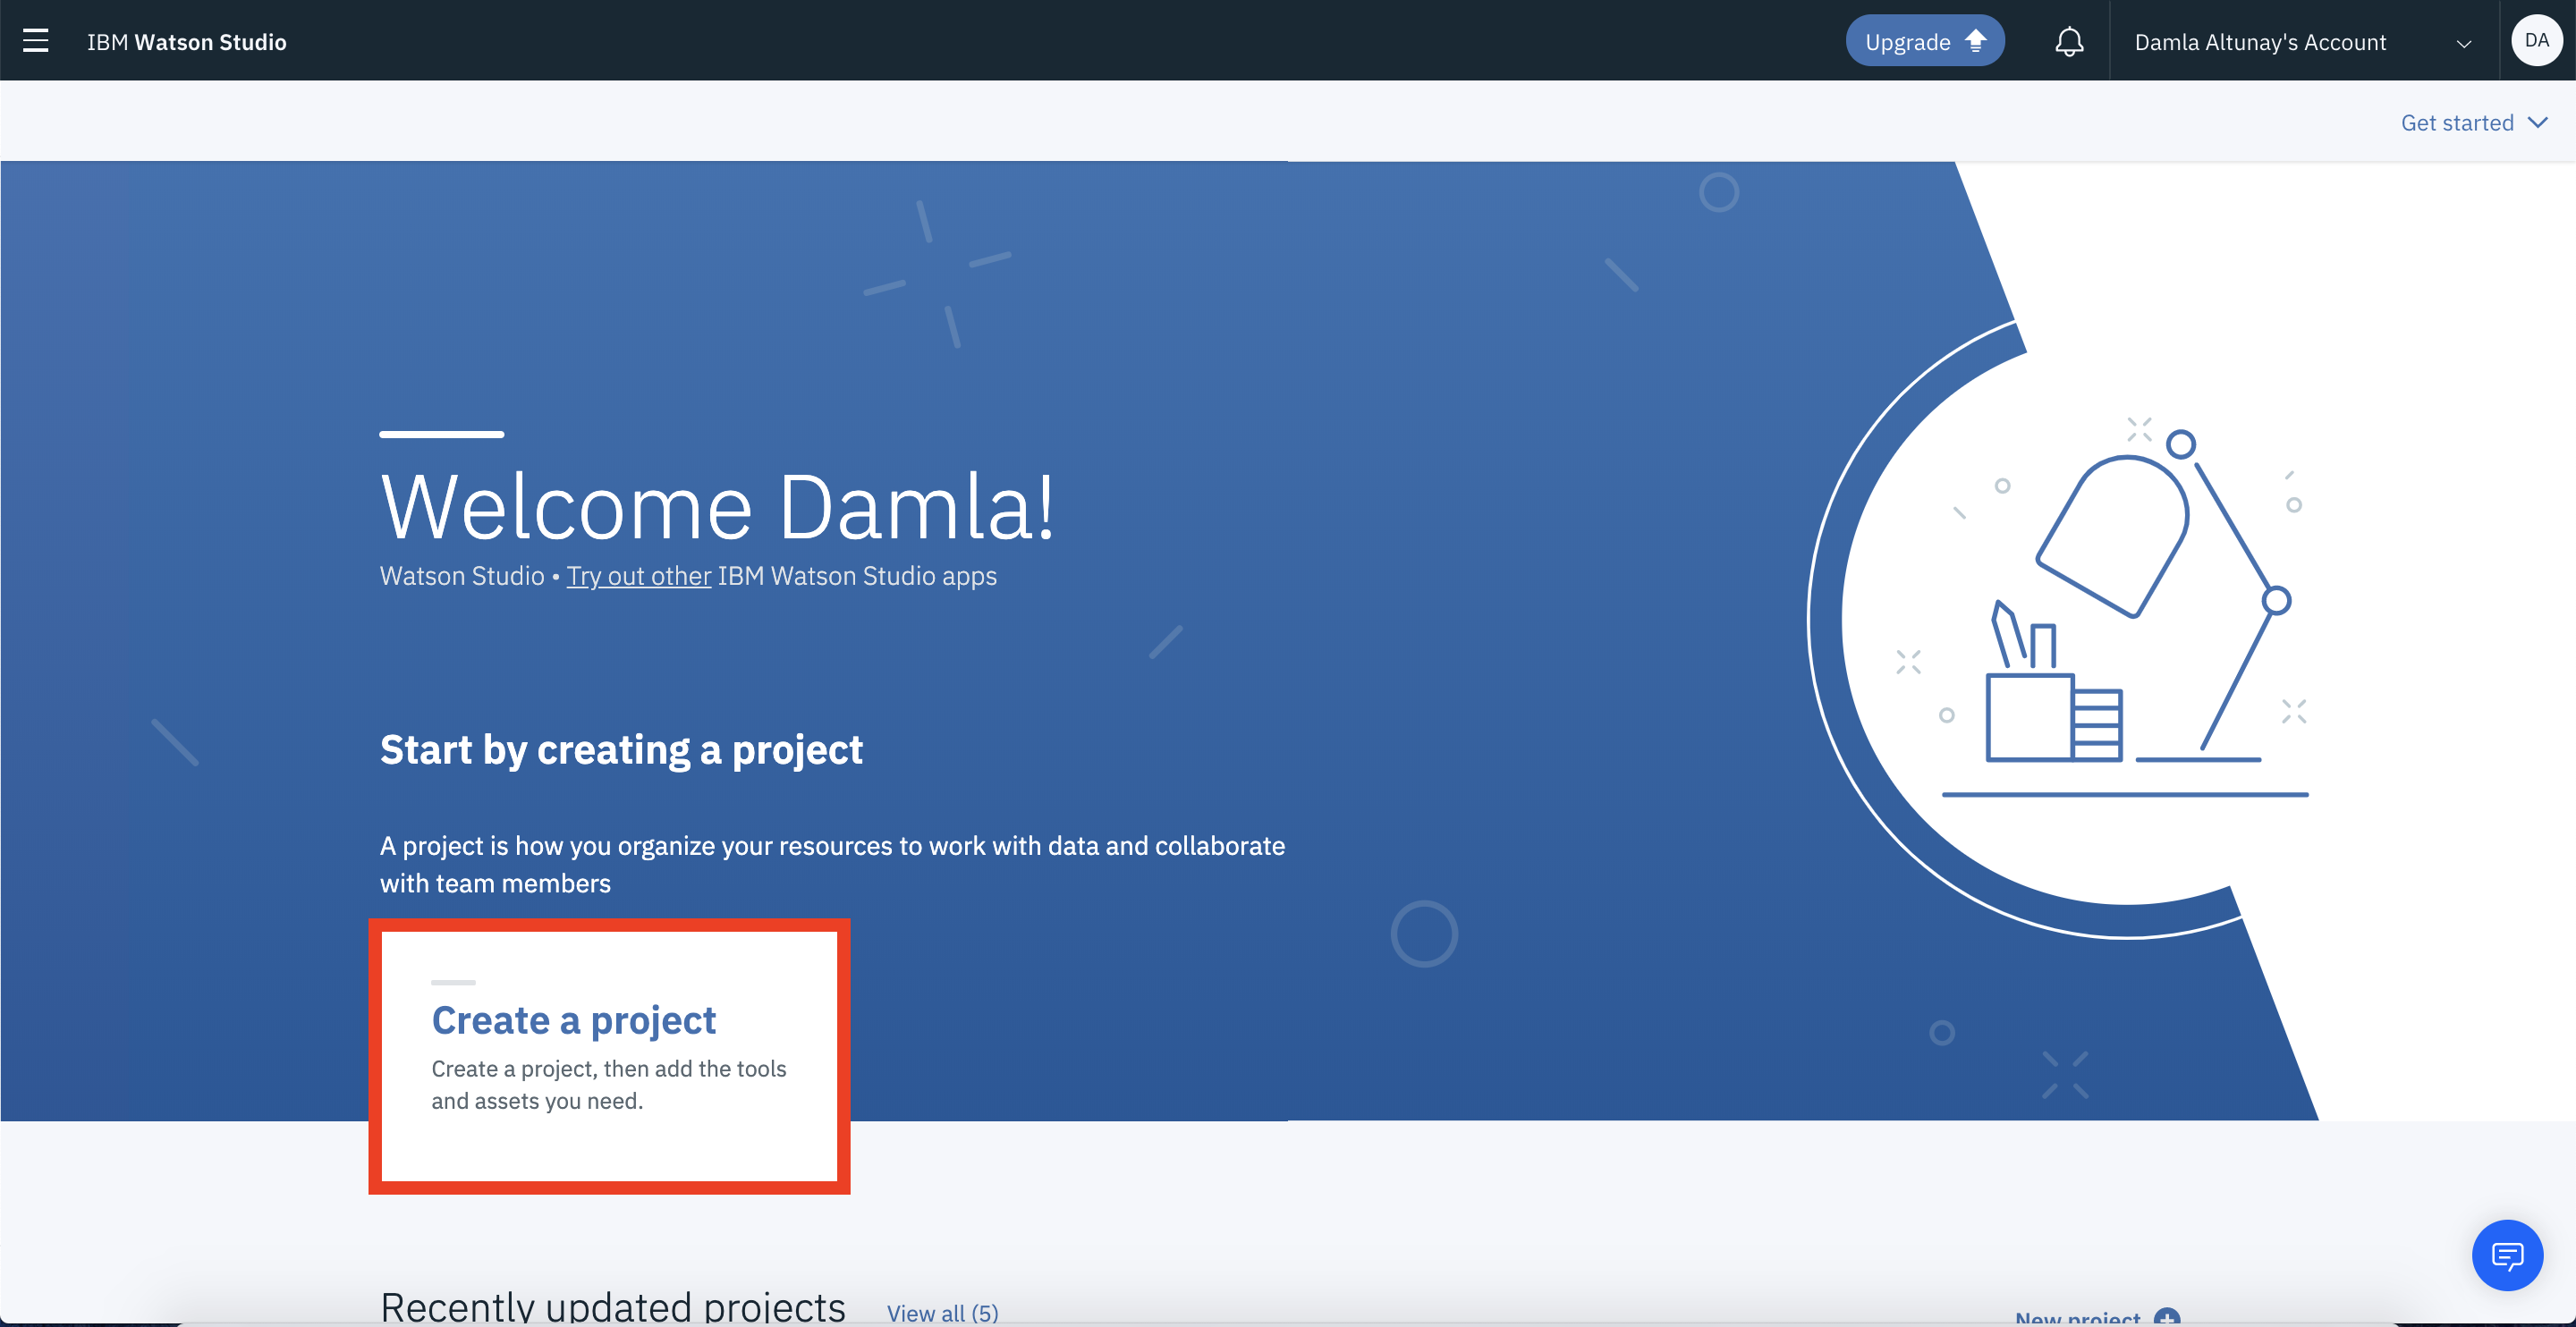 IBM Watson Studio
Upgrade
Damla Altunay's Account
DA
Get started
Welcome Damla!
Watson Studio • Try out other IBM Watson Studio apps
Start by creating a project
A project is how you organize your resources to work with data and collaborate
with team members
Create a project
Create a project, then add the tools
and assets you need.
Recently updated projects
View all (5)
New project